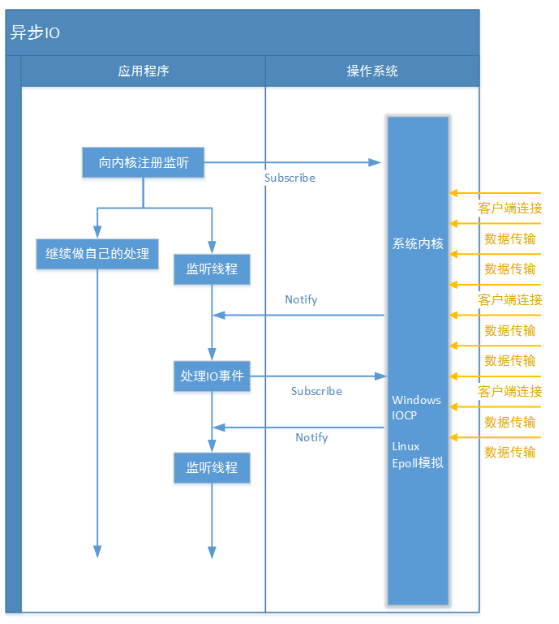 异步IO
应用程序
操作系统
向内核注册监听
Subscribe
客户端连接
继续做自己的处理
监听线程
系统内核
数据传输
数据传输
Notify
客户端连接
数据传输
数据传输
处理IO事件
Subscribe
客户端连接
Windows
IOCP
数据传输
Notify
Linux
Epoll模拟
数据传输
监听线程